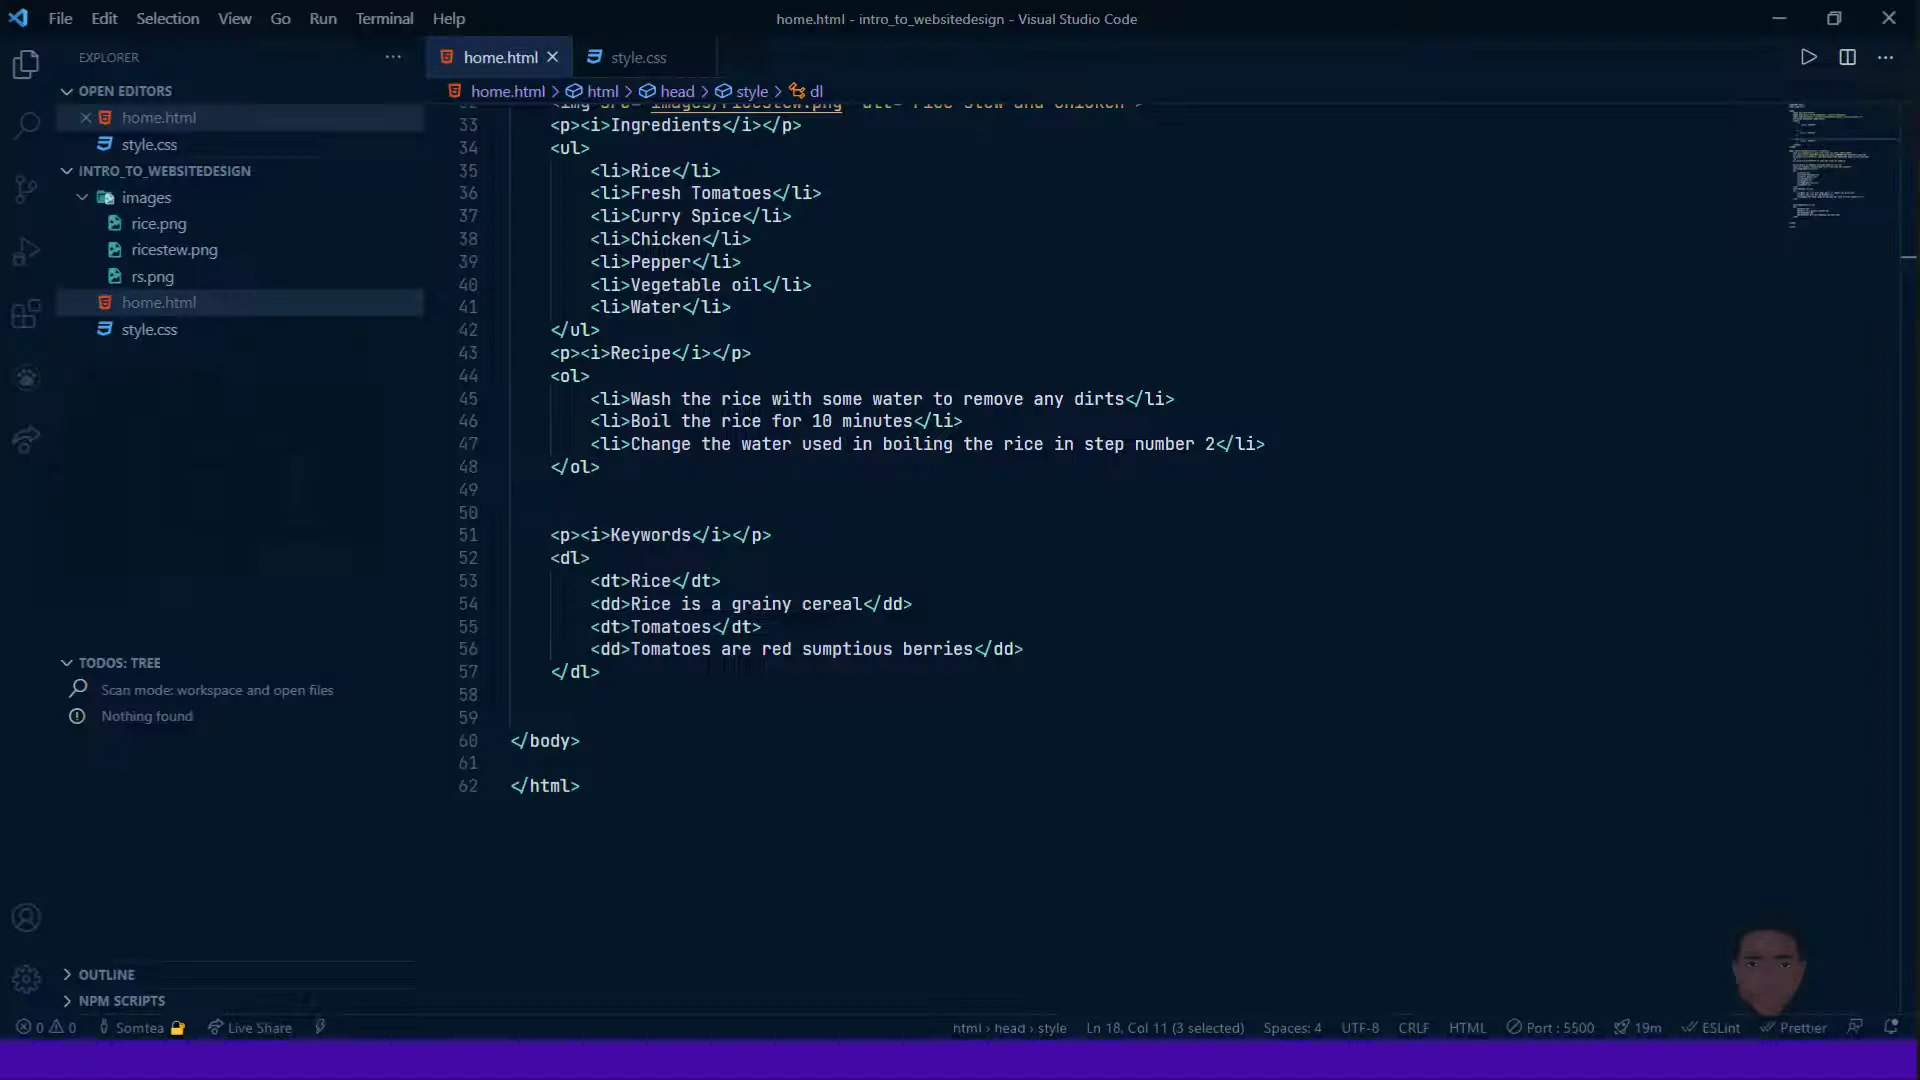 File Edit Selection View Go Run Terminal Help
home.html - intro_to_websitedesign - Visual Studio Code
EXPLORER
OPEN EDITORS
home.html
style.css
INTRO_TO_WEBSITEDESIGN
images
rice.png
ricestew.png
rs.png
home.html
style.css
TODOS: TREE
Scan mode: workspace and open files
Nothing found
OUTLINE
NPM SCRIPTS
home.html style.css
home.html > html > head > style > dl
<img src="images/ricestew.png" alt="rice stew and chicken">
33 <p><i>Ingredients</i></p>
34 <ul>
35 <li>Rice</li>
36 <li>Fresh Tomatoes</li>
37 <li>Curry Spice</li>
38 <li>Chicken</li>
39 <li>Pepper</li>
40 <li>Vegetable oil</li>
41 <li>Water</li>
42 </ul>
43 <p><i>Recipe</i></p>
44 <ol>
45 <li>Wash the rice with some water to remove any dirts</li>
46 <li>Boil the rice for 10 minutes</li>
47 <li>Change the water used in boiling the rice in step number 2</li>
48 </ol>
49
50
51 <p><i>Keywords</i></p>
52 <dl>
53 <dt>Rice</dt>
54 <dd>Rice is a grainy cereal</dd>
55 <dt>Tomatoes</dt>
56 <dd>Tomatoes are red sumptious berries</dd>
57 </dl>
58
59
60 </body>
61
62 </html>
0 0 Somtea Live Share html › head › style Ln 18, Col 11 (3 selected) Spaces: 4 UTF-8 CRLF HTML Port : 5500 19m ESLint Prettier